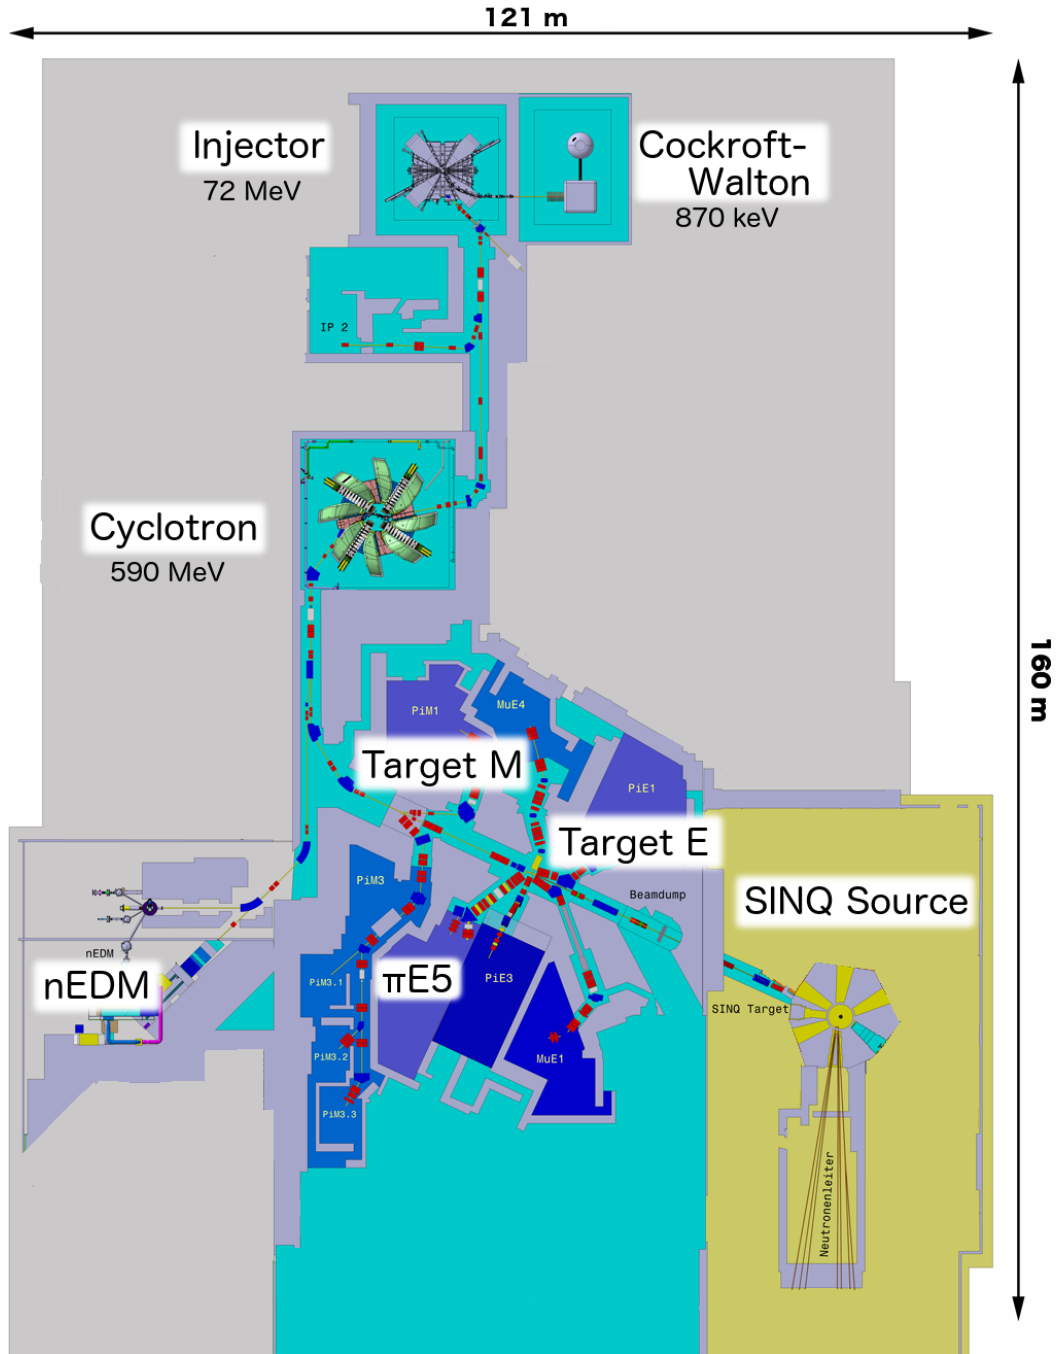 121 m
Injector
72 MeV
Cockroft-
Walton
870 keV
IP 2
Cyclotron
590 MeV
160 m
PiM1
MuE4
Target M
PiE1
Target E
PiM3
Beamdump
SINQ Source
nEDM
nEDM
πE5
PiE3
PiM3.1
SINQ Target
PiM3.2
MuE1
PiM3.3
Neutronenleiter